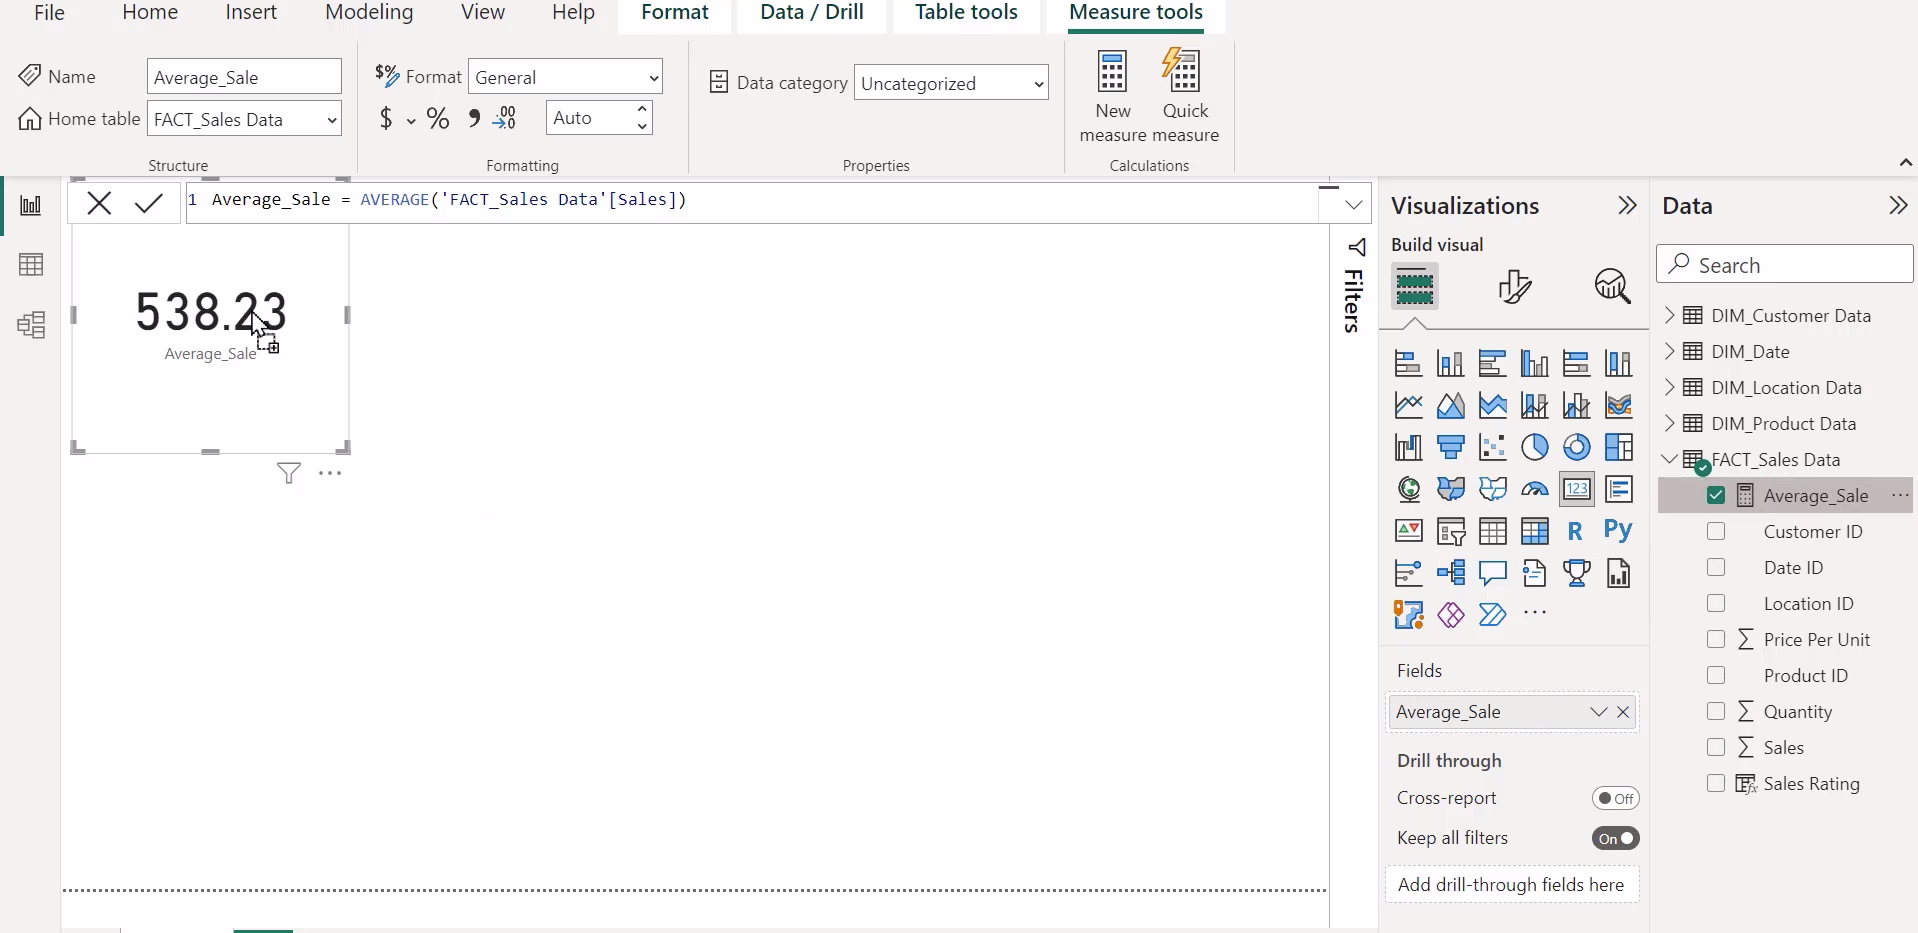 File Home Insert Modeling View Help Format Data / Drill Table tools Measure tools
Name Average_Sale
Home table FACT_Sales Data
Structure
$% Format General
$ % 9 .00 Auto
Formatting
Data category Uncategorized
Properties
New measure
Quick measure
Calculations
1 Average_Sale = AVERAGE('FACT_Sales Data'[Sales])
538.23
Average_Sale
Filters
Visualizations
Build visual
123
R Py
Fields
Average_Sale
Drill through
Cross-report Off
Keep all filters On
Add drill-through fields here
Data
Search
DIM_Customer Data
DIM_Date
DIM_Location Data
DIM_Product Data
FACT_Sales Data
Average_Sale
Customer ID
Date ID
Location ID
Price Per Unit
Product ID
Quantity
Sales
Sales Rating